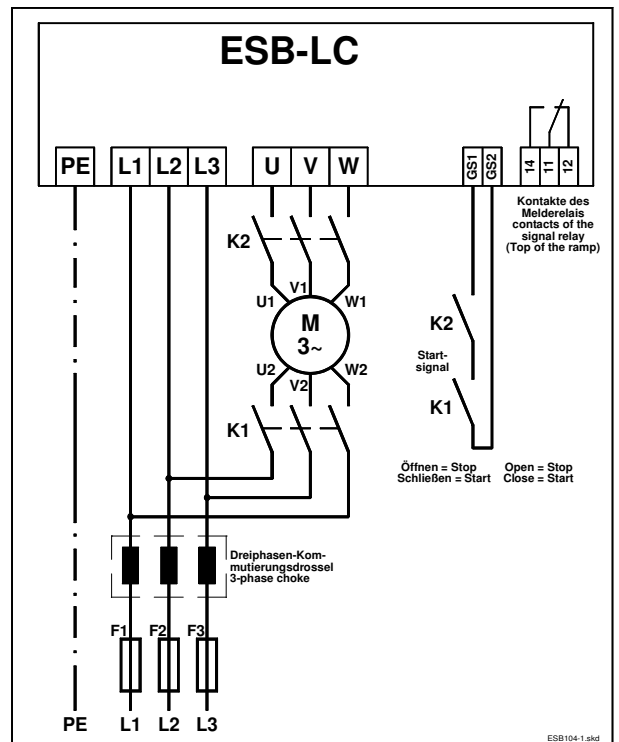 ESB-LC
PE L1 L2 L3 U V W GS1 GS2 14 11 12
Kontakte des
Melderelais
contacts of the
signal relay
(Top of the ramp)
K2
U1 V1 W1
M
3~
U2 V2 W2
K1
K2
Start-
signal
K1
Öffnen = Stop Open = Stop
Schließen = Start Close = Start
Dreiphasen-Kom-
mutierungsdrossel
3-phase choke
F1 F2 F3
PE L1 L2 L3
ESB104-1.skd